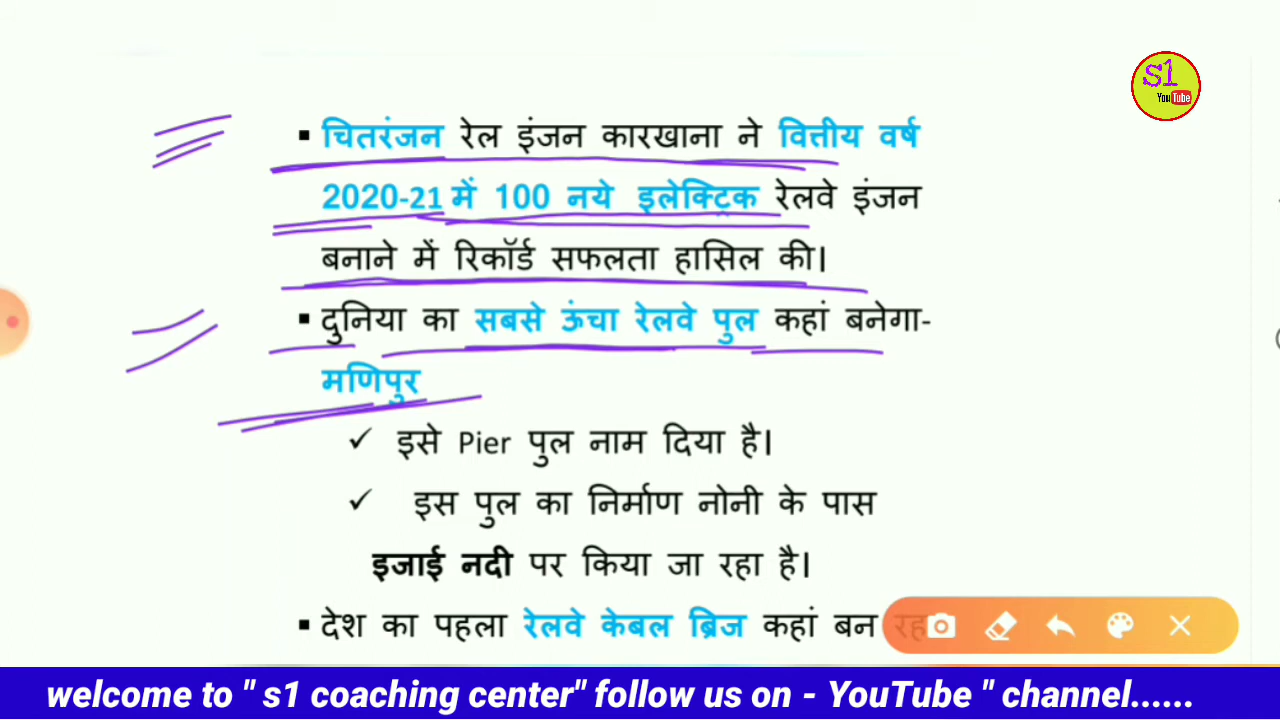 s1
YouTube
▪ चितरंजन रेल इंजन कारखाना ने वित्तीय वर्ष
2020-21 में 100 नये इलेक्ट्रिक रेलवे इंजन
बनाने में रिकॉर्ड सफलता हासिल की।
▪ दुनिया का सबसे ऊंचा रेलवे पुल कहां बनेगा-
मणिपुर
✓ इसे Pier पुल नाम दिया है।
✓ इस पुल का निर्माण नोनी के पास
इजाई नदी पर किया जा रहा है।
▪ देश का पहला रेलवे केबल ब्रिज कहां बन रह
welcome to " s1 coaching center" follow us on - YouTube " channel......